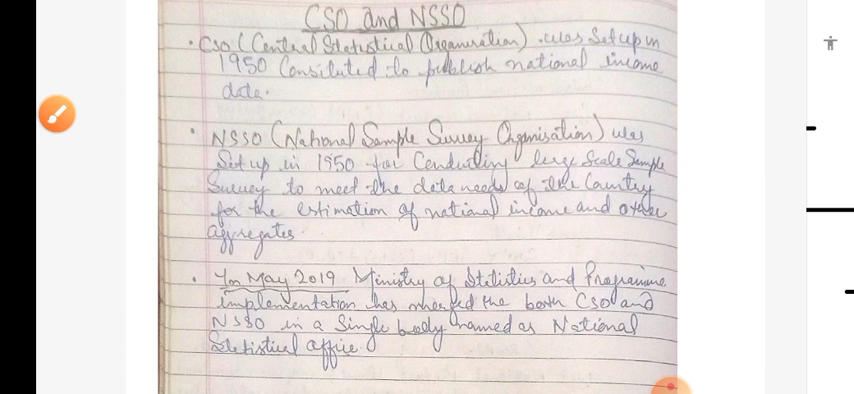 CSO and NSSO
• CSO (Central Statistical Organisation) was Set up in
1950 Consituted to publish national income
data.
• NSSO (National Sample Survey Organisation) was
Set up in 1950 for Conducting large Scale Sample
Survey to meet the data needs of the Country
for the estimation of national income and other
aggregates.
• In May 2019 Ministry of Statistics and Programme
implementation has merged the both CSO and
NSSO in a Single body named as National
Statistical office.